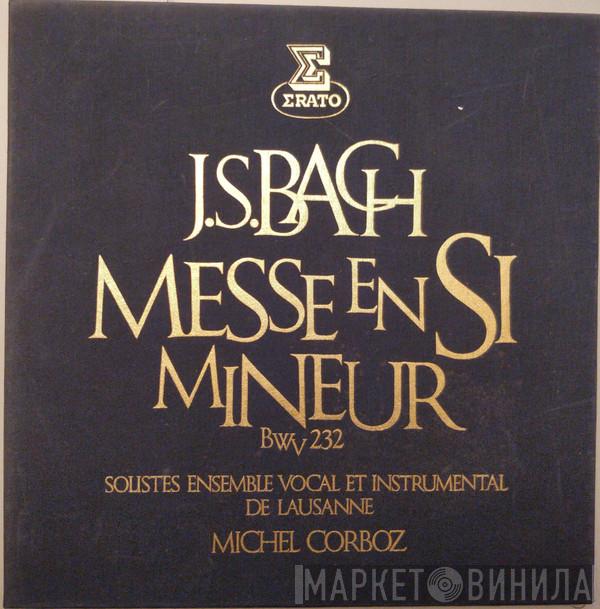 Σ
ΣRATO
J.S.BACH
MESSE EN SI
MINEUR
BWV 232
SOLISTES ENSEMBLE VOCAL ET INSTRUMENTAL
DE LAUSANNE
MICHEL CORBOZ
МАРКЕТ ВИНИЛА